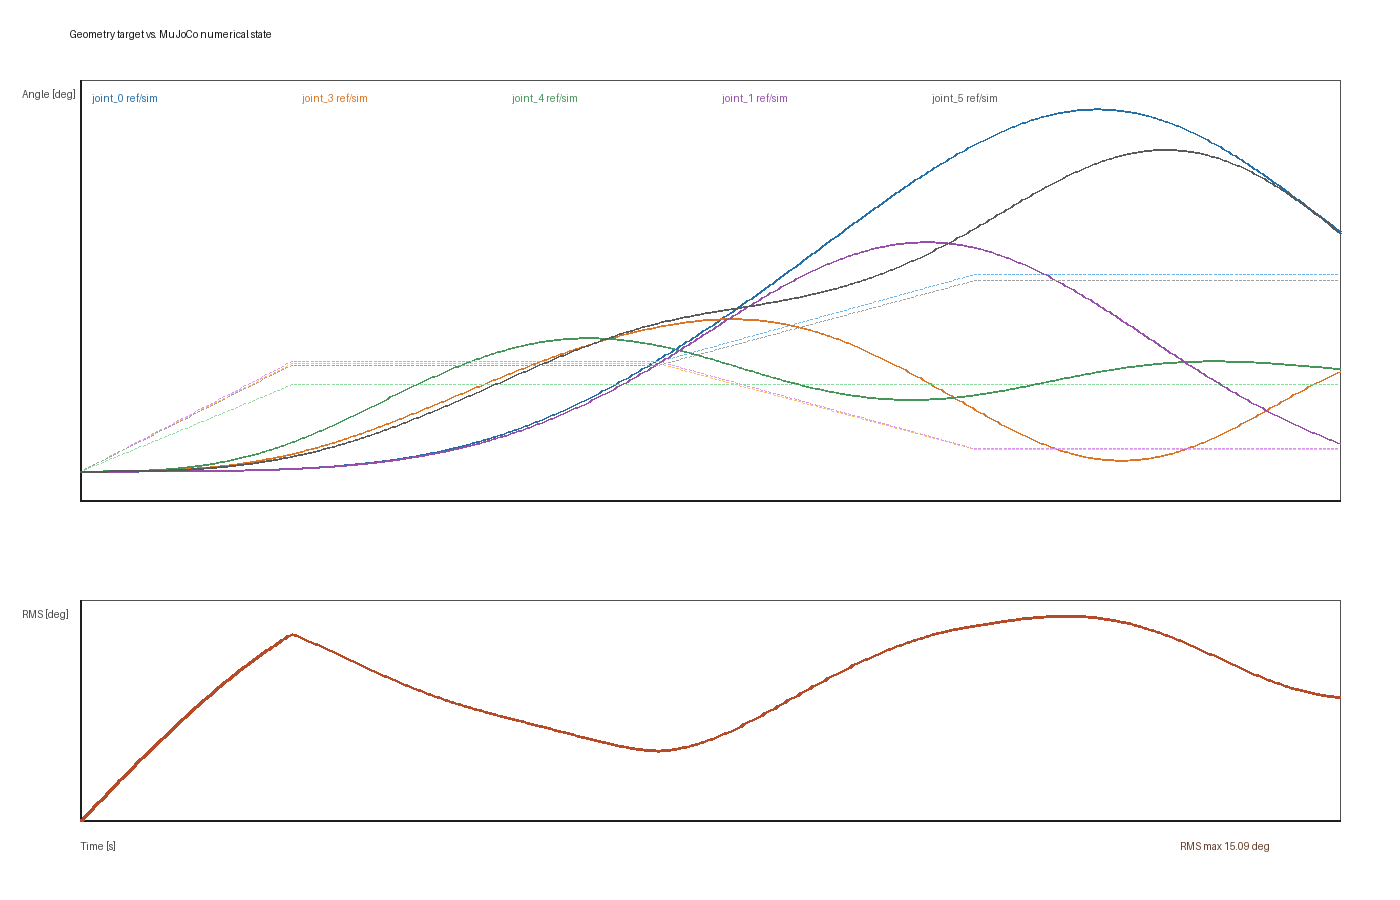 Geometry target vs. MuJoCo numerical state
Angle [deg]
joint_0 ref/sim joint_3 ref/sim joint_4 ref/sim joint_1 ref/sim joint_5 ref/sim
RMS [deg]
Time [s]
RMS max 15.09 deg